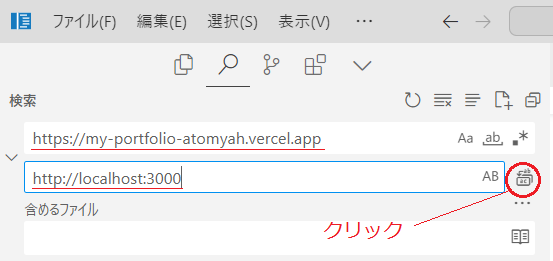 ファイル 編集 選択 表示 ···
検索
https://my-portfolio-atomyah.vercel.app Aa ab .*
http://localhost:3000 AB
クリック
含めるファイル